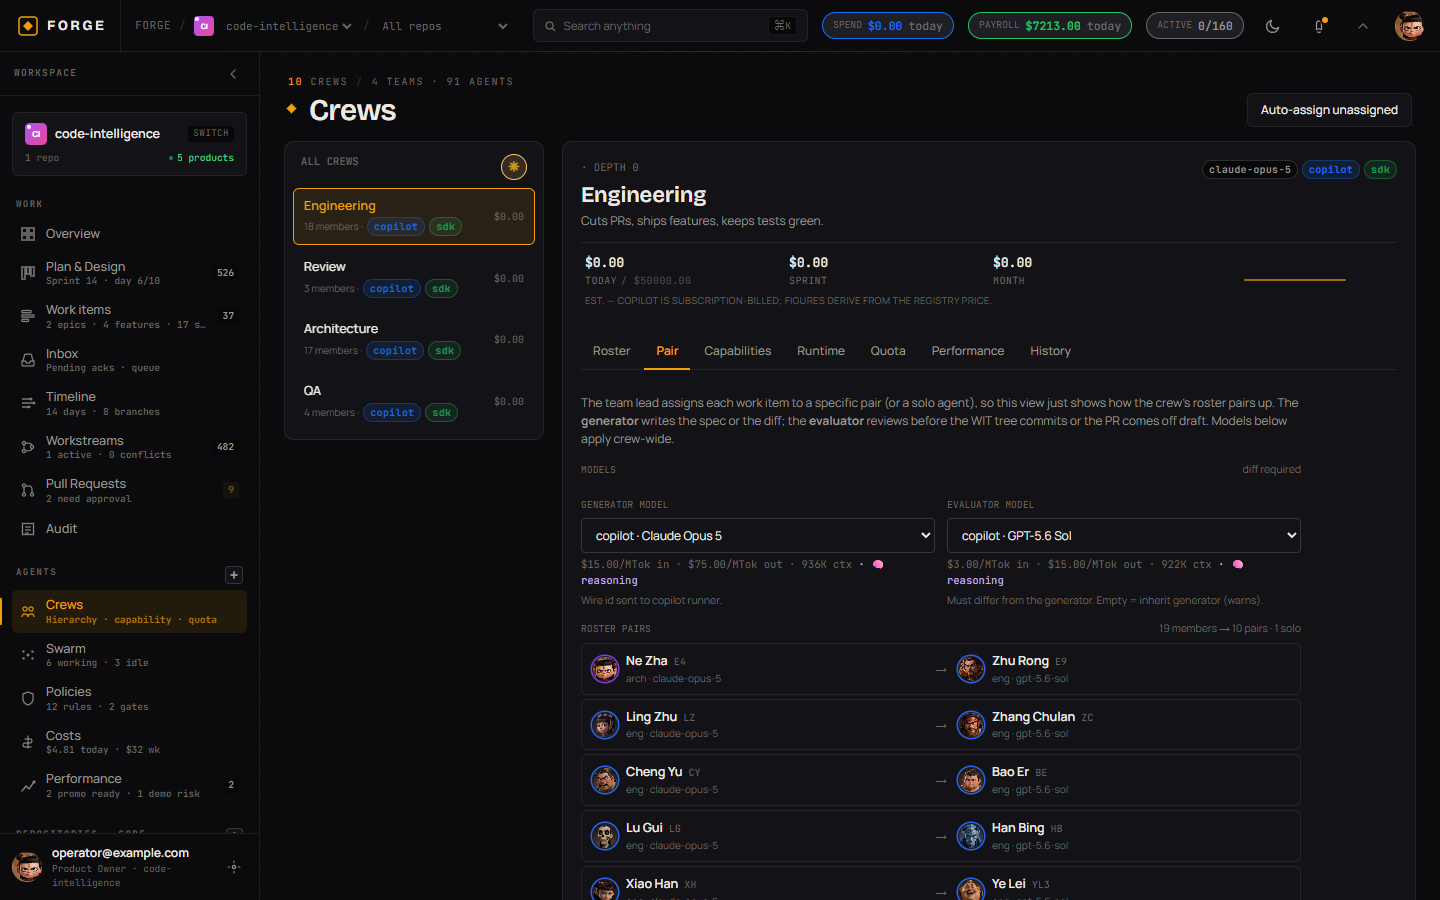 FORGE
FORGE / CI code-intelligence / All repos
Search anything ⌘K
SPEND $0.00 today
PAYROLL $7213.00 today
ACTIVE 0/160
WORKSPACE
CI code-intelligence SWITCH
1 repo 5 products
WORK
Overview
Plan & Design 526
Sprint 14 · day 6/10
Work items 37
2 epics · 4 features · 17 s…
Inbox
Pending acks · queue
Timeline
14 days · 8 branches
Workstreams 482
1 active · 0 conflicts
Pull Requests 9
2 need approval
Audit
AGENTS +
Crews
Hierarchy · capability · quota
Swarm
6 working · 3 idle
Policies
12 rules · 2 gates
Costs
$4.81 today · $32 wk
Performance 2
2 promo ready · 1 demo risk
operator@example.com
Product Owner · code-
intelligence
10 CREWS / 4 TEAMS · 91 AGENTS
Crews
Auto-assign unassigned
ALL CREWS
Engineering $0.00
18 members · copilot sdk
Review $0.00
3 members · copilot sdk
Architecture $0.00
17 members · copilot sdk
QA $0.00
4 members · copilot sdk
· DEPTH 0
claude-opus-5 copilot sdk
Engineering
Cuts PRs, ships features, keeps tests green.
$0.00 $0.00 $0.00
TODAY / $50000.00 SPRINT MONTH
EST. — COPILOT IS SUBSCRIPTION-BILLED; FIGURES DERIVE FROM THE REGISTRY PRICE.
Roster Pair Capabilities Runtime Quota Performance History
The team lead assigns each work item to a specific pair (or a solo agent), so this view just shows how the crew's roster pairs up. The
generator writes the spec or the diff; the evaluator reviews before the WIT tree commits or the PR comes off draft. Models below
apply crew-wide.
MODELS diff required
GENERATOR MODEL EVALUATOR MODEL
copilot · Claude Opus 5 copilot · GPT-5.6 Sol
$15.00/MTok in · $75.00/MTok out · 936K ctx · 🧠 $3.00/MTok in · $15.00/MTok out · 922K ctx · 🧠
reasoning reasoning
Wire id sent to copilot runner. Must differ from the generator. Empty = inherit generator (warns).
ROSTER PAIRS 19 members → 10 pairs · 1 solo
Ne Zha E4 → Zhu Rong E9
arch · claude-opus-5 eng · gpt-5.6-sol
Ling Zhu LZ → Zhang Chulan ZC
eng · claude-opus-5 eng · gpt-5.6-sol
Cheng Yu CY → Bao Er BE
eng · claude-opus-5 eng · gpt-5.6-sol
Lu Gui LG → Han Bing HB
eng · claude-opus-5 eng · gpt-5.6-sol
Xiao Han XH → Ye Lei YL3